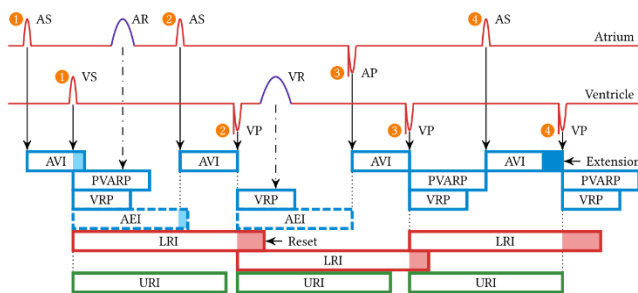 1 AS AR 2 AS 4 AS
Atrium
1 VS VR 3 AP
Ventricle
2 VP 3 VP 4 VP
AVI AVI AVI AVI Extension
PVARP PVARP PVARP
VRP VRP VRP VRP
AEI AEI
LRI Reset LRI
LRI
URI URI URI